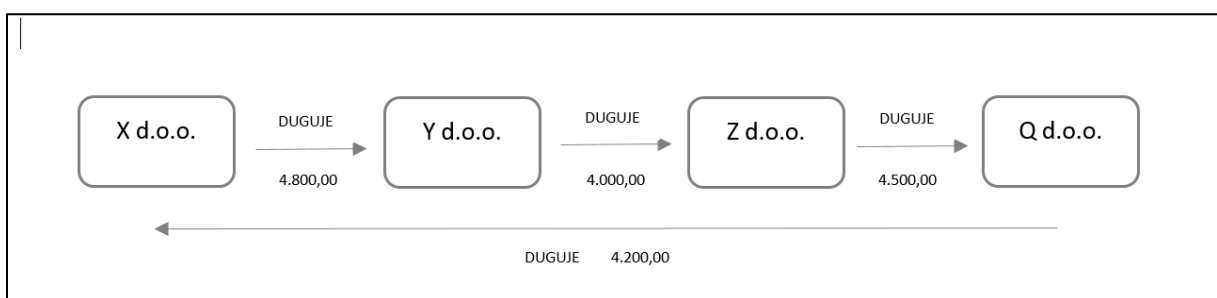 X d.o.o.
DUGUJE
4.800,00
Y d.o.o.
DUGUJE
4.000,00
Z d.o.o.
DUGUJE
4.500,00
Q d.o.o.
DUGUJE 4.200,00